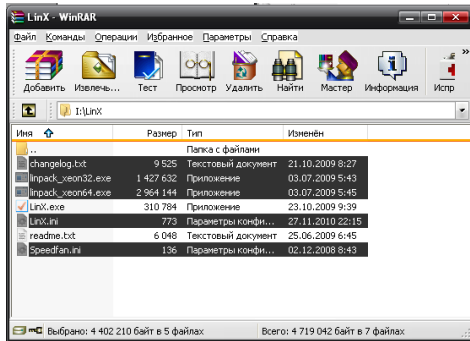 LinX - WinRAR
Файл Команды Операции Избранное Параметры Справка
Добавить Извлечь... Тест Просмотр Удалить Найти Мастер Информация Испр
»
I:\LinX
Имя Размер Тип Изменён
.. Папка с файлами
changelog.txt 9 525 Текстовый документ 21.10.2009 8:27
linpack_xeon32.exe 1 427 632 Приложение 03.07.2009 5:43
linpack_xeon64.exe 2 964 144 Приложение 03.07.2009 5:45
LinX.exe 310 784 Приложение 23.10.2009 9:39
LinX.ini 773 Параметры конфи... 27.11.2010 22:15
readme.txt 6 048 Текстовый документ 25.06.2009 6:45
Speedfan.ini 136 Параметры конфи... 02.12.2008 8:43
Выбрано: 4 402 210 байт в 5 файлах Всего: 4 719 042 байт в 7 файлах